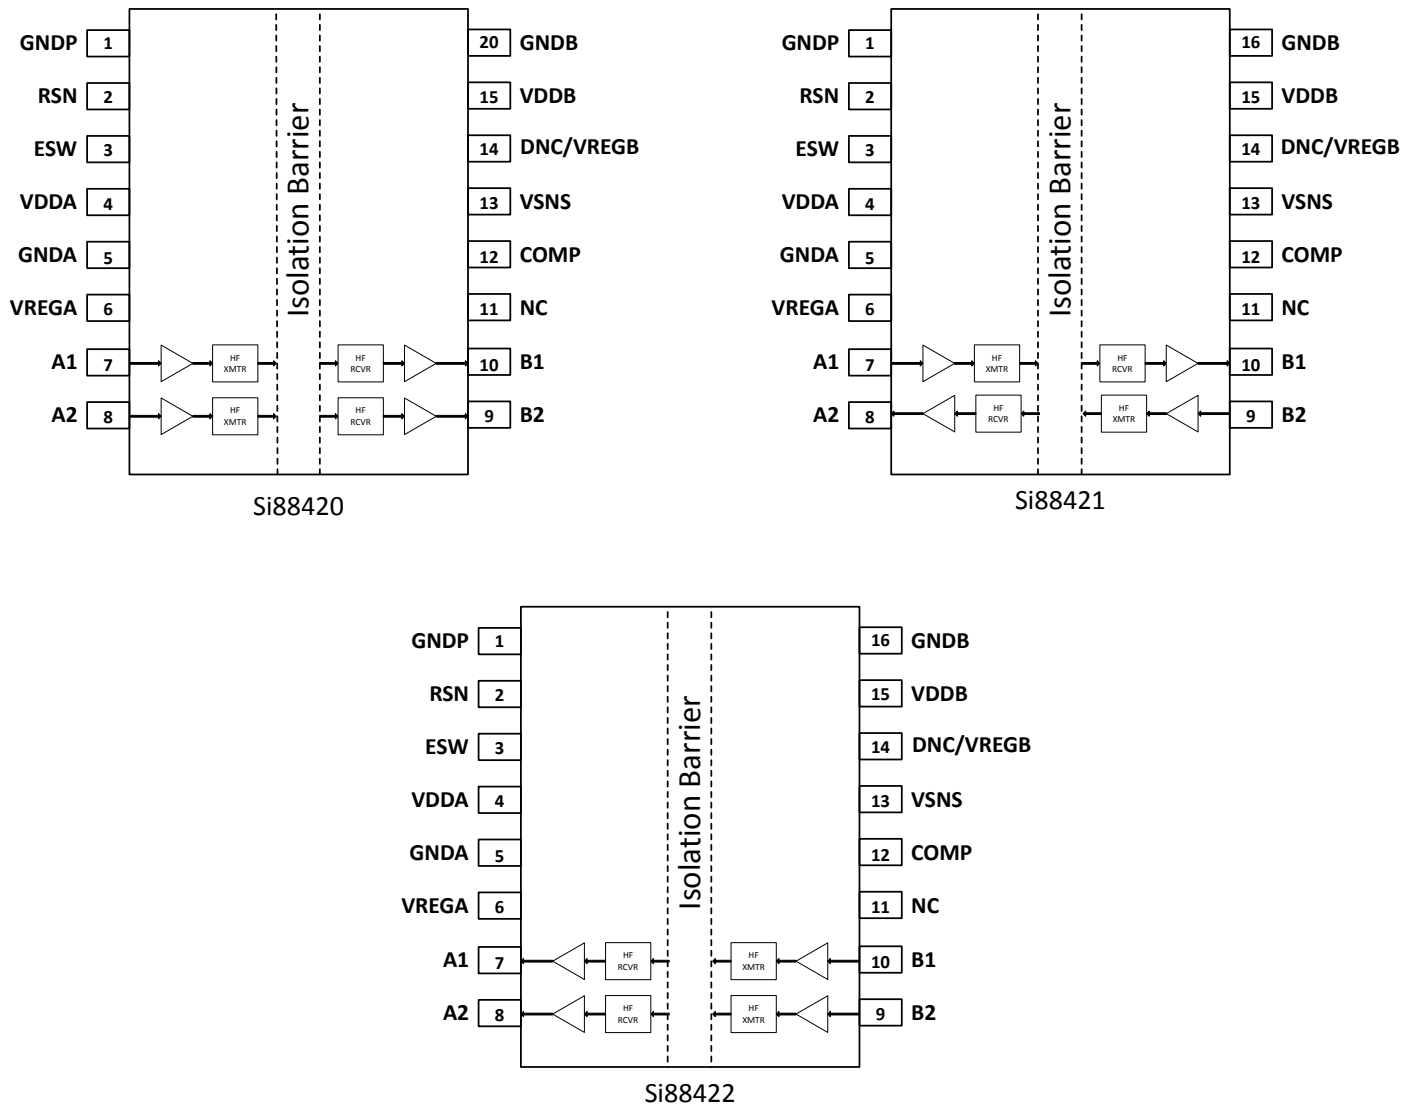 GNDP 1
RSN 2
ESW 3
VDDA 4
GNDA 5
VREGA 6
A1 7
A2 8
HF XMTR
HF XMTR
Isolation Barrier
HF RCVR
HF RCVR
20 GNDB
15 VDDB
14 DNC/VREGB
13 VSNS
12 COMP
11 NC
10 B1
9 B2
Si88420
GNDP 1
RSN 2
ESW 3
VDDA 4
GNDA 5
VREGA 6
A1 7
A2 8
HF XMTR
HF RCVR
Isolation Barrier
HF RCVR
HF XMTR
16 GNDB
15 VDDB
14 DNC/VREGB
13 VSNS
12 COMP
11 NC
10 B1
9 B2
Si88421
GNDP 1
RSN 2
ESW 3
VDDA 4
GNDA 5
VREGA 6
A1 7
A2 8
HF RCVR
HF RCVR
Isolation Barrier
HF XMTR
HF XMTR
16 GNDB
15 VDDB
14 DNC/VREGB
13 VSNS
12 COMP
11 NC
10 B1
9 B2
Si88422